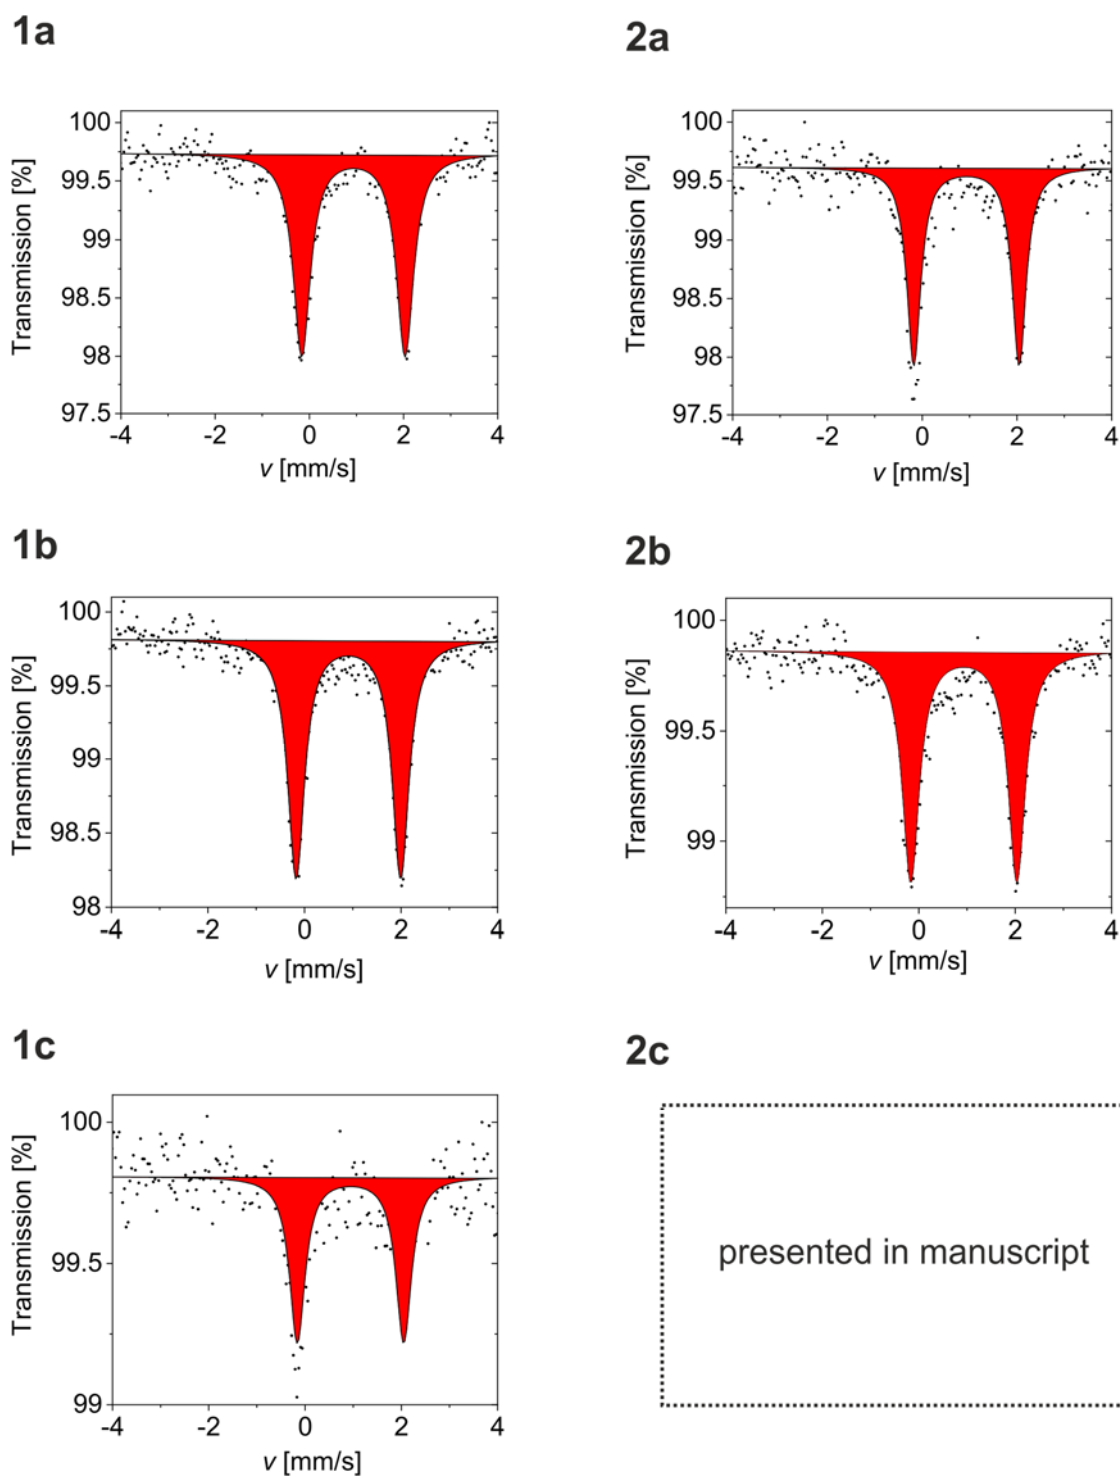 1a
100
99.5
99
98.5
98
97.5
-4 -2 0 2 4
Transmission [%]
v [mm/s]
2a
100
99.5
99
98.5
98
97.5
-4 -2 0 2 4
Transmission [%]
v [mm/s]
1b
100
99.5
99
98.5
98
-4 -2 0 2 4
Transmission [%]
v [mm/s]
2b
100
99.5
99
-4 -2 0 2 4
Transmission [%]
v [mm/s]
1c
100
99.5
99
-4 -2 0 2 4
Transmission [%]
v [mm/s]
2c
presented in manuscript